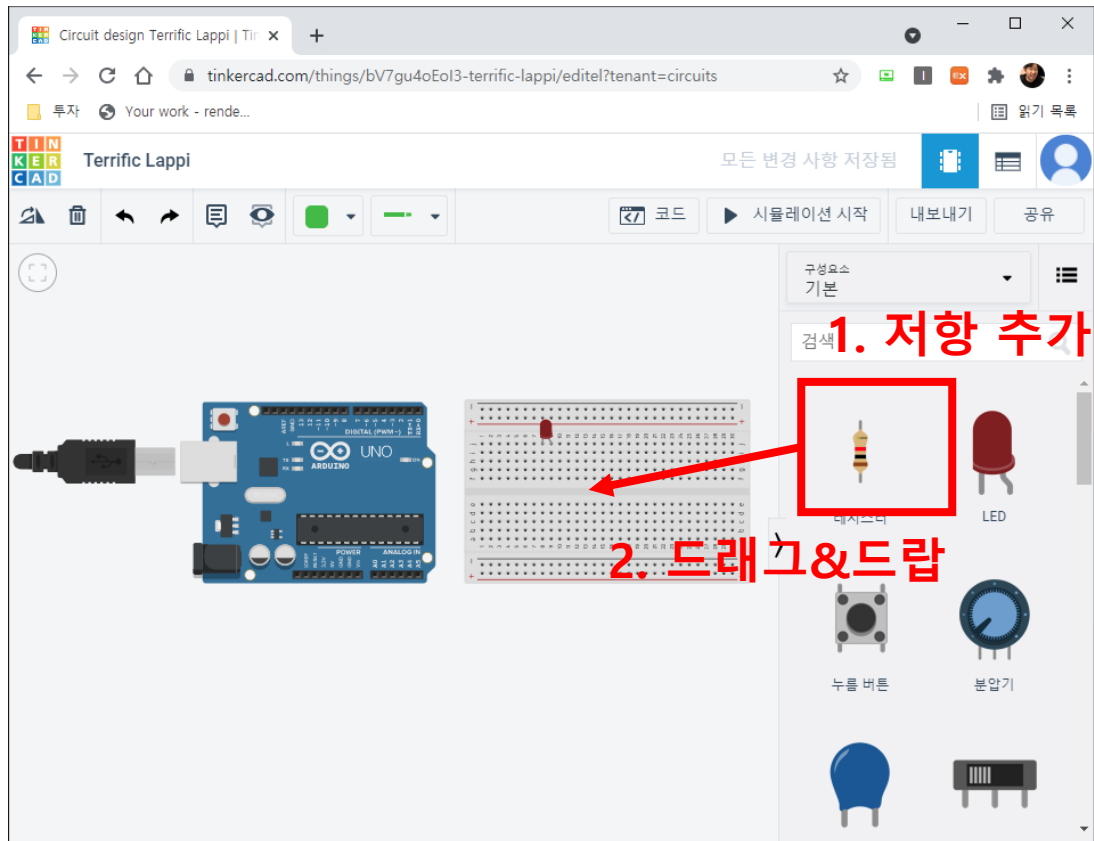 Circuit design Terrific Lappi | Tin
tinkercad.com/things/bV7gu4oEoI3-terrific-lappi/editel?tenant=circuits
투자
Your work - rende...
읽기 목록
TIN
KER
CAD
Terrific Lappi
모든 변경 사항 저장됨
코드
시뮬레이션 시작
내보내기
공유
구성요소
기본
검색
1. 저항 추가
DIGITAL (PWM~)
UNO
ARDUINO
POWER
ANALOG IN
레지스터
LED
2. 드래그&드랍
누름 버튼
분압기